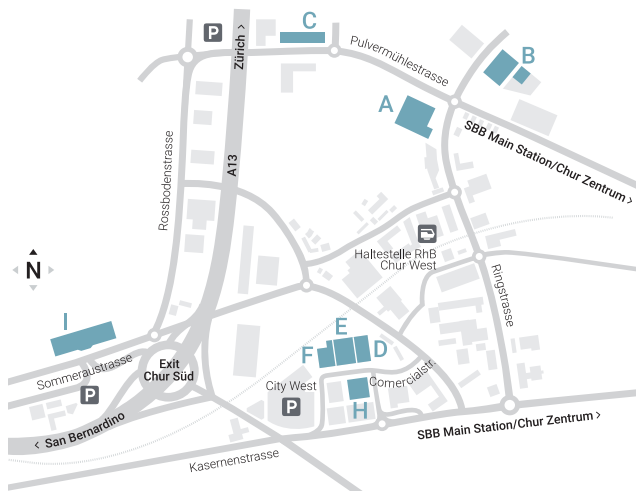 C
P
Zürich >
Pulvermühlestrasse
B
A
SBB Main Station/Chur Zentrum >
A13
Rossbodenstrasse
N
Haltestelle RhB
Chur West
Ringstrasse
I
E
D
F
Sommeraustrasse
Exit
Chur Süd
City West
Comercialstr.
P
P
H
< San Bernardino
SBB Main Station/Chur Zentrum >
Kasernenstrasse